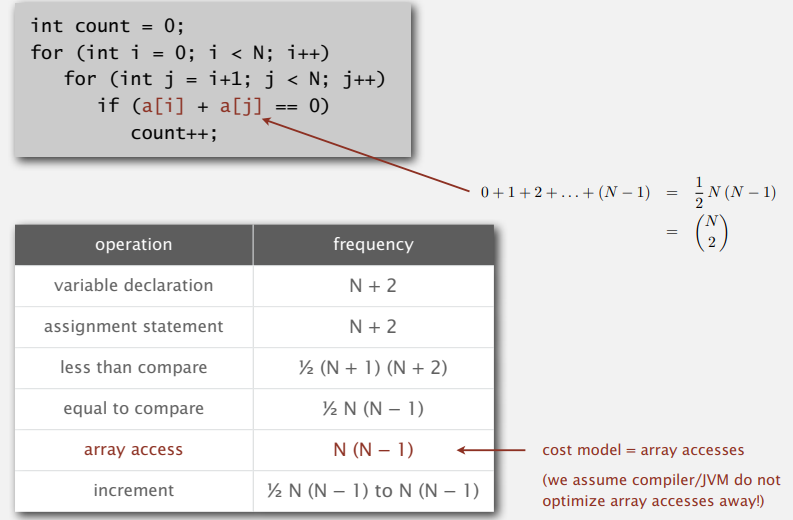 int count = 0;
for (int i = 0; i < N; i++)
for (int j = i+1; j < N; j++)
if (a[i] + a[j] == 0)
count++;
0 + 1 + 2 + . . . + (N − 1) = 1/2 N (N − 1)
= (N 2)
operation frequency
variable declaration N + 2
assignment statement N + 2
less than compare ½ (N + 1) (N + 2)
equal to compare ½ N (N − 1)
array access N (N − 1)
increment ½ N (N − 1) to N (N − 1)
cost model = array accesses
(we assume compiler/JVM do not
optimize array accesses away!)